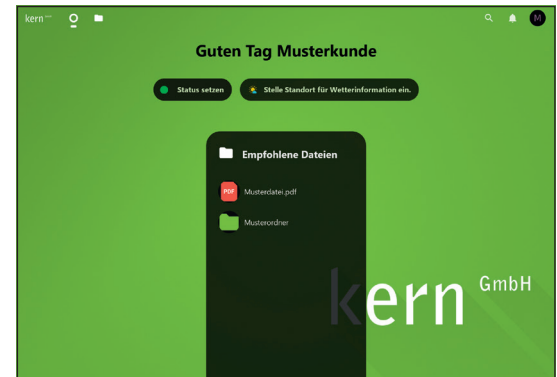 kern
M
Guten Tag Musterkunde
Status setzen
Stelle Standort für Wetterinformation ein.
Empfohlene Dateien
PDF
Musterdatei.pdf
Musterordner
kern GmbH